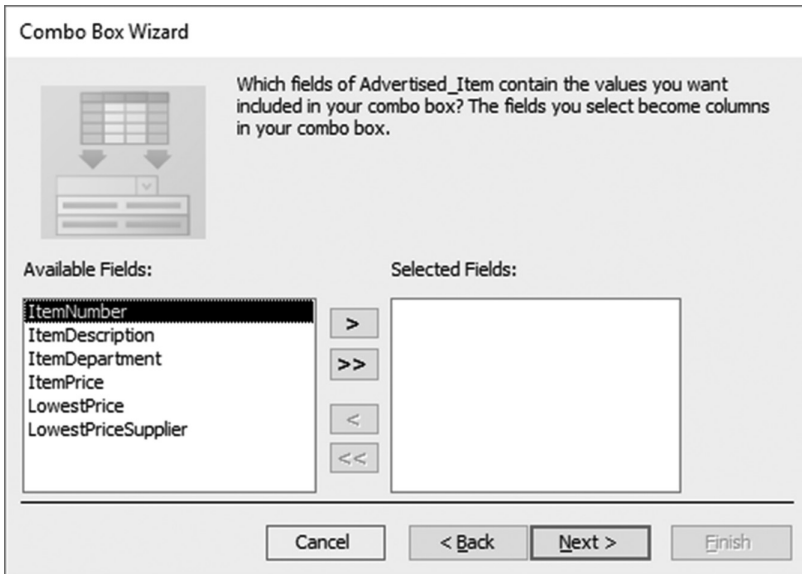 Combo Box Wizard
Which fields of Advertised_Item contain the values you want
included in your combo box? The fields you select become columns
in your combo box.
Available Fields:
Selected Fields:
ItemNumber
ItemDescription
ItemDepartment
ItemPrice
LowestPrice
LowestPriceSupplier
>
>>
<
<<
Cancel
< Back
Next >
Finish